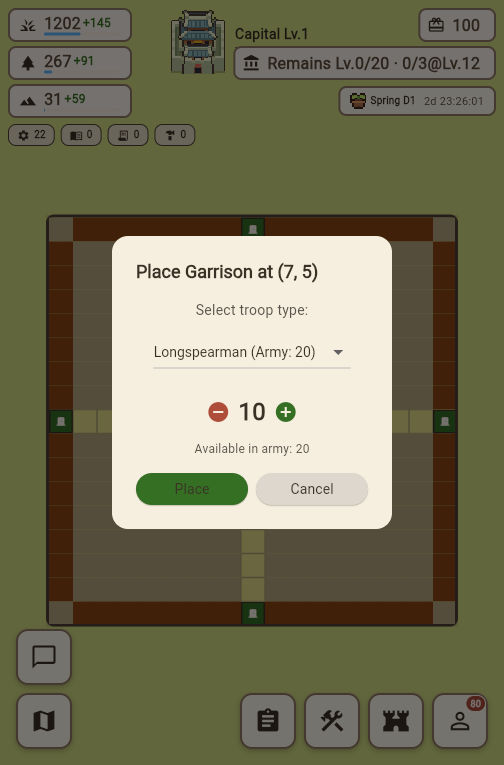 1202 +145
Capital Lv.1
100
267 +91
Remains Lv.0/20 · 0/3@Lv.12
31 +59
Spring D1 2d 23:26:01
22 0 0 0
Place Garrison at (7, 5)
Select troop type:
Longspearman (Army: 20)
10
Available in army: 20
Place Cancel
80